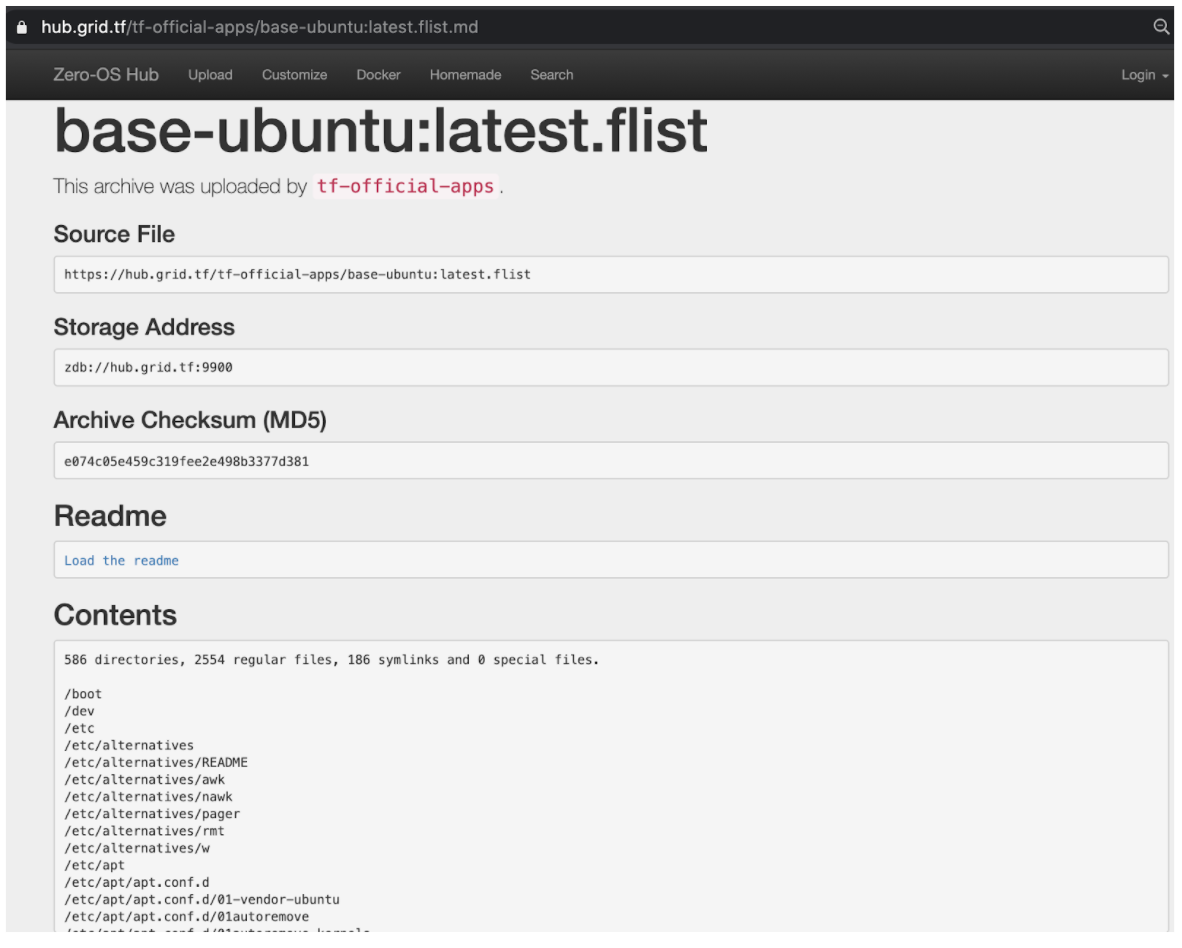 hub.grid.tf/tf-official-apps/base-ubuntu:latest.flist.md
Zero-OS Hub Upload Customize Docker Homemade Search Login
base-ubuntu:latest.flist
This archive was uploaded by tf-official-apps.
Source File
https://hub.grid.tf/tf-official-apps/base-ubuntu:latest.flist
Storage Address
zdb://hub.grid.tf:9900
Archive Checksum (MD5)
e074c05e459c319fee2e498b3377d381
Readme
Load the readme
Contents
586 directories, 2554 regular files, 186 symlinks and 0 special files.
/boot
/dev
/etc
/etc/alternatives
/etc/alternatives/README
/etc/alternatives/awk
/etc/alternatives/nawk
/etc/alternatives/pager
/etc/alternatives/rmt
/etc/alternatives/w
/etc/apt
/etc/apt/apt.conf.d
/etc/apt/apt.conf.d/01-vendor-ubuntu
/etc/apt/apt.conf.d/01autoremove